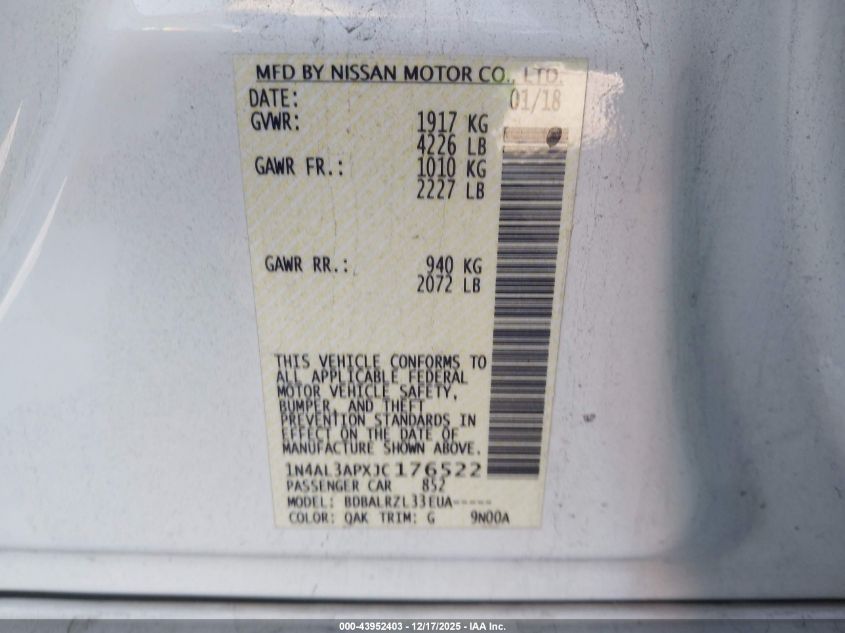 MFD BY NISSAN MOTOR CO., LTD.
DATE: 01/18
GVWR: 1917 KG
4226 LB
GAWR FR.: 1010 KG
2227 LB
GAWR RR.: 940 KG
2072 LB
THIS VEHICLE CONFORMS TO
ALL APPLICABLE FEDERAL
MOTOR VEHICLE SAFETY,
BUMPER, AND THEFT
PREVENTION STANDARDS IN
EFFECT ON THE DATE OF
MANUFACTURE SHOWN ABOVE.
1N4AL3APXJC176522
PASSENGER CAR 852
MODEL: BDBALRZL33EUA-----
COLOR: QAK TRIM: G 9N00A
000-43952403 – 12/17/2025 – IAA Inc.